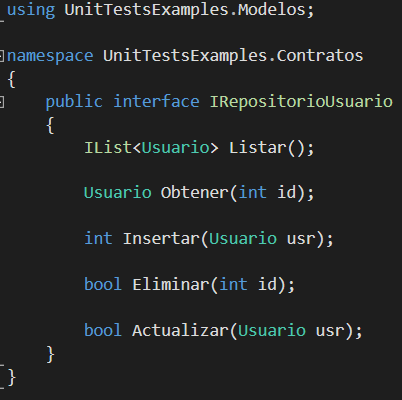 using UnitTestsExamples.Modelos;
namespace UnitTestsExamples.Contratos
{
public interface IRepositorioUsuario
{
IList<Usuario> Listar();
Usuario Obtener(int id);
int Insertar(Usuario usr);
bool Eliminar(int id);
bool Actualizar(Usuario usr);
}
}